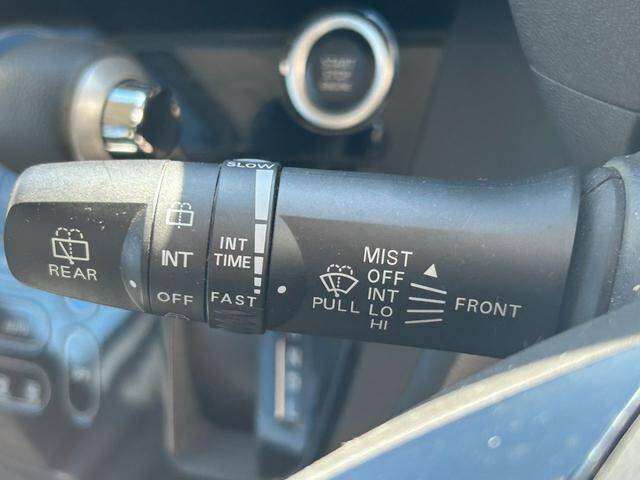 START
STOP
SLOW
INT
TIME
FAST
REAR
INT
OFF
MIST
OFF
INT
LO
HI
PULL
FRONT